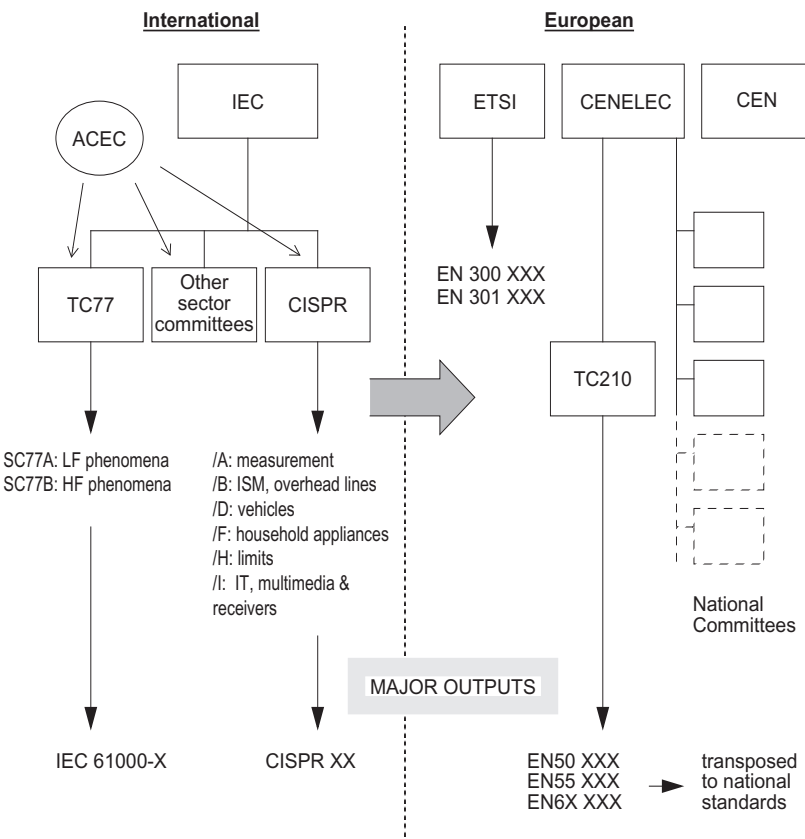 International
European
IEC
ETSI
CENELEC
CEN
ACEC
EN 300 XXX
EN 301 XXX
TC77
Other
sector
committees
CISPR
TC210
SC77A: LF phenomena
SC77B: HF phenomena
/A: measurement
/B: ISM, overhead lines
/D: vehicles
/F: household appliances
/H: limits
/I: IT, multimedia &
receivers
National
Committees
MAJOR OUTPUTS
IEC 61000-X
CISPR XX
EN50 XXX
EN55 XXX
EN6X XXX
transposed
to national
standards